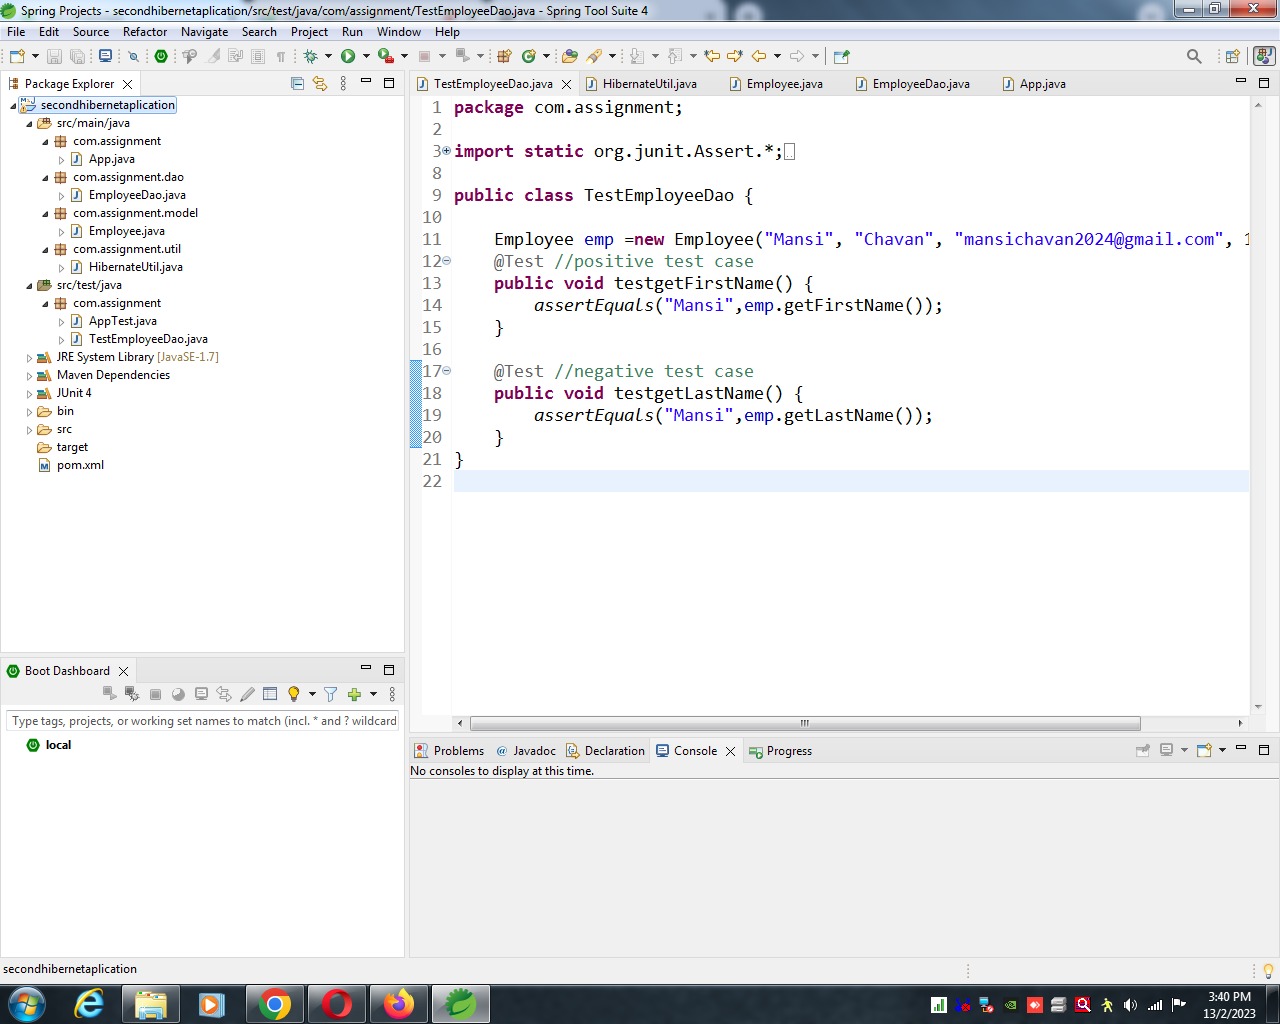 Spring Projects - secondhibernetaplication/src/test/java/com/assignment/TestEmployeeDao.java - Spring Tool Suite 4
File Edit Source Refactor Navigate Search Project Run Window Help
Package Explorer
secondhibernetaplication
src/main/java
com.assignment
App.java
com.assignment.dao
EmployeeDao.java
com.assignment.model
Employee.java
com.assignment.util
HibernateUtil.java
src/test/java
com.assignment
AppTest.java
TestEmployeeDao.java
JRE System Library [JavaSE-1.7]
Maven Dependencies
JUnit 4
bin
src
target
pom.xml
TestEmployeeDao.java HibernateUtil.java Employee.java EmployeeDao.java App.java
1 package com.assignment;
2
3 import static org.junit.Assert.*;
8
9 public class TestEmployeeDao {
10
11 Employee emp =new Employee("Mansi", "Chavan", "mansichavan2024@gmail.com", 1
12 @Test //positive test case
13 public void testgetFirstName() {
14 assertEquals("Mansi",emp.getFirstName());
15 }
16
17 @Test //negative test case
18 public void testgetLastName() {
19 assertEquals("Mansi",emp.getLastName());
20 }
21 }
22
Boot Dashboard
Type tags, projects, or working set names to match (incl. * and ? wildcard
local
Problems Javadoc Declaration Console Progress
No consoles to display at this time.
secondhibernetaplication
3:40 PM
13/2/2023